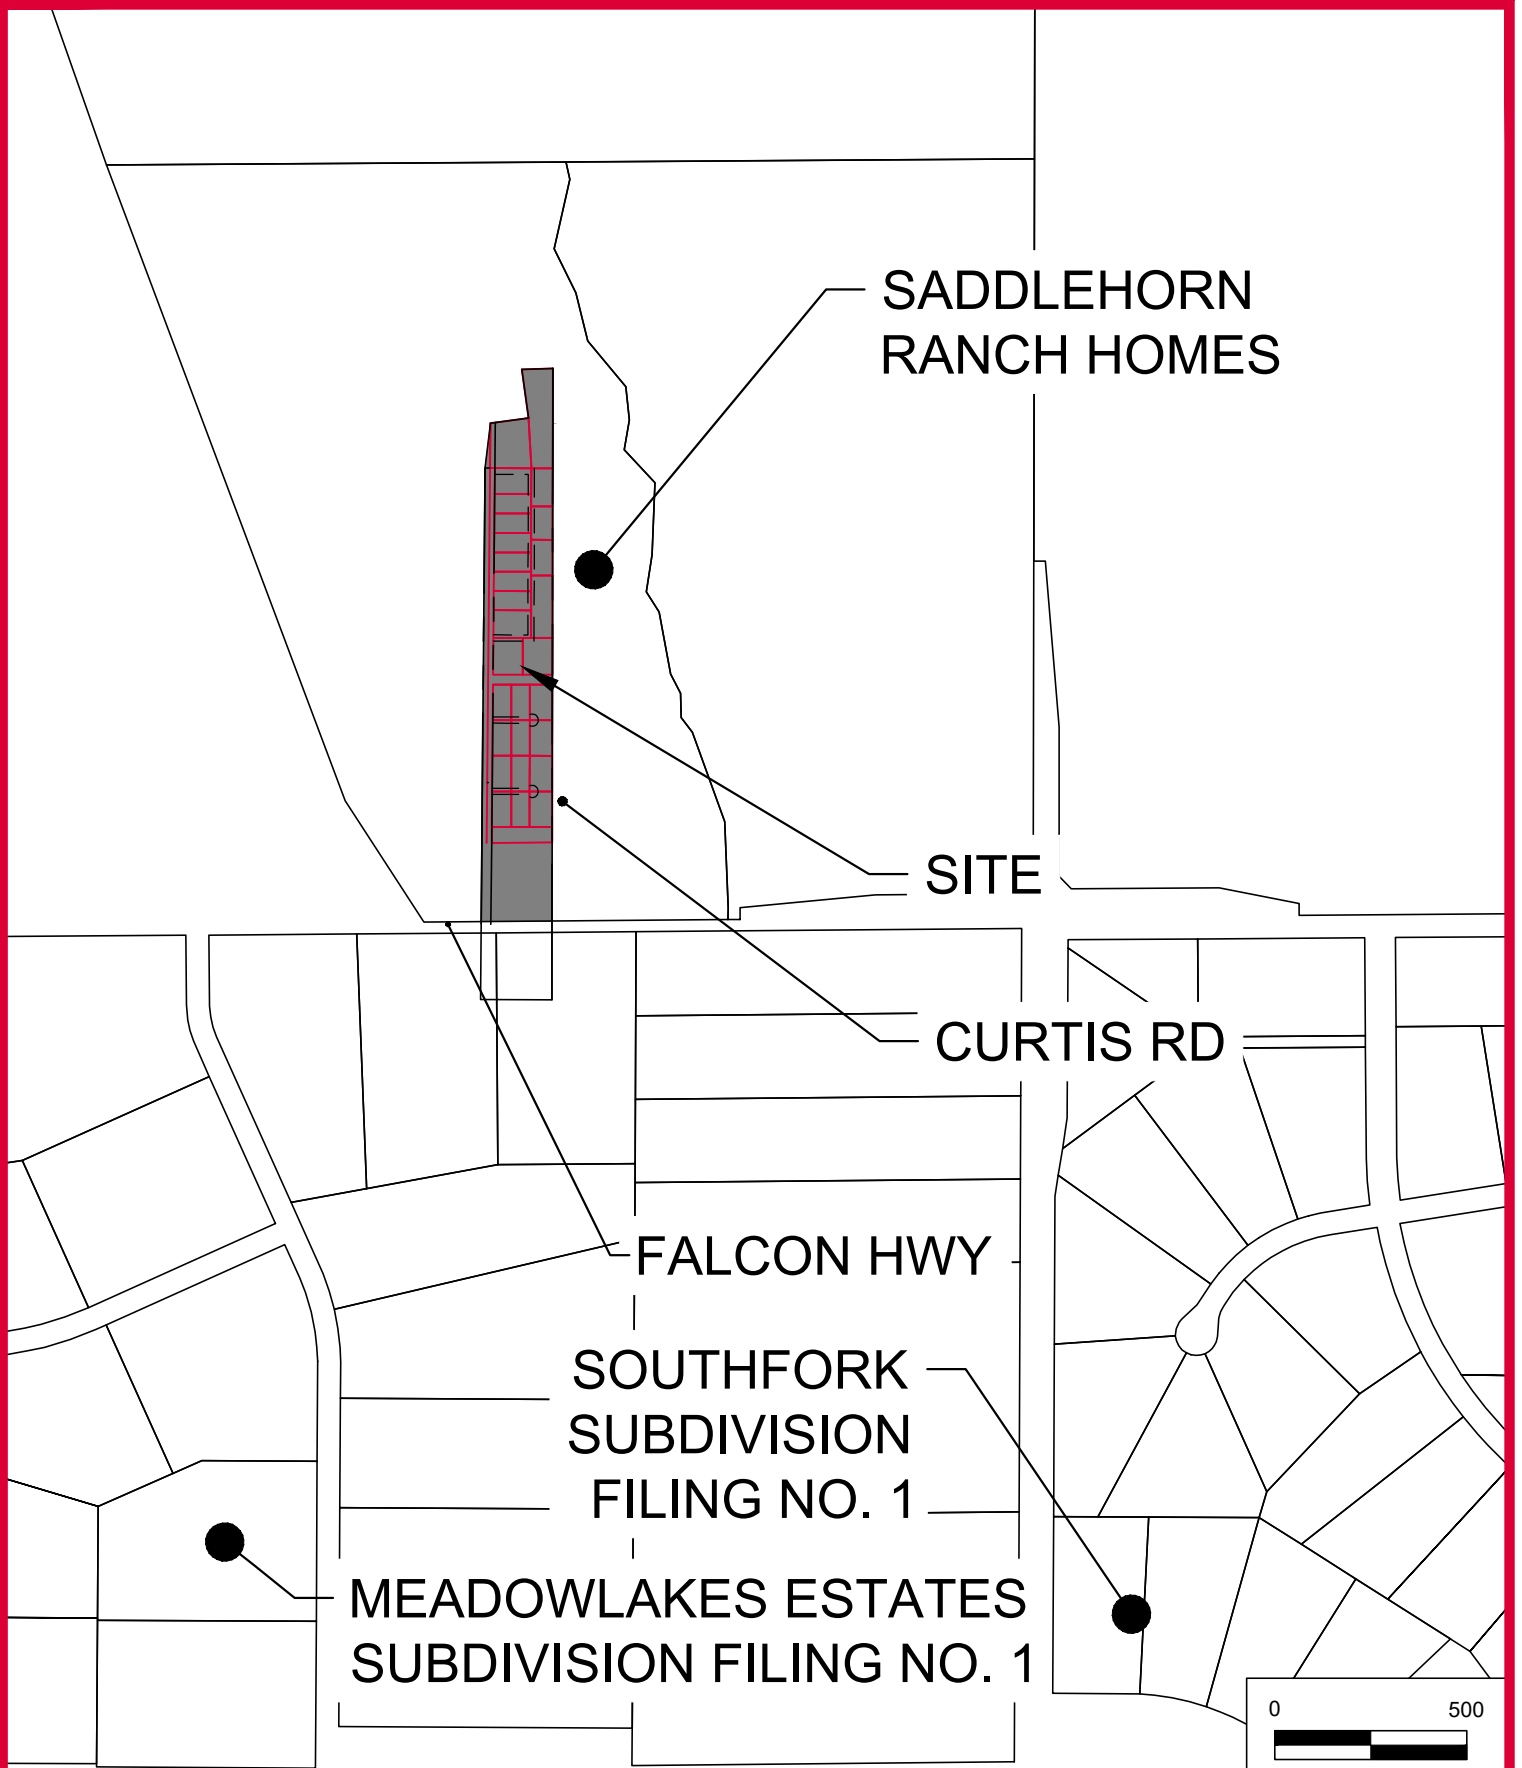 SADDLEHORN
RANCH HOMES
SITE
CURTIS RD
FALCON HWY
SOUTHFORK
SUBDIVISION
FILING NO. 1
MEADOWLAKES ESTATES
SUBDIVISION FILING NO. 1
0 500